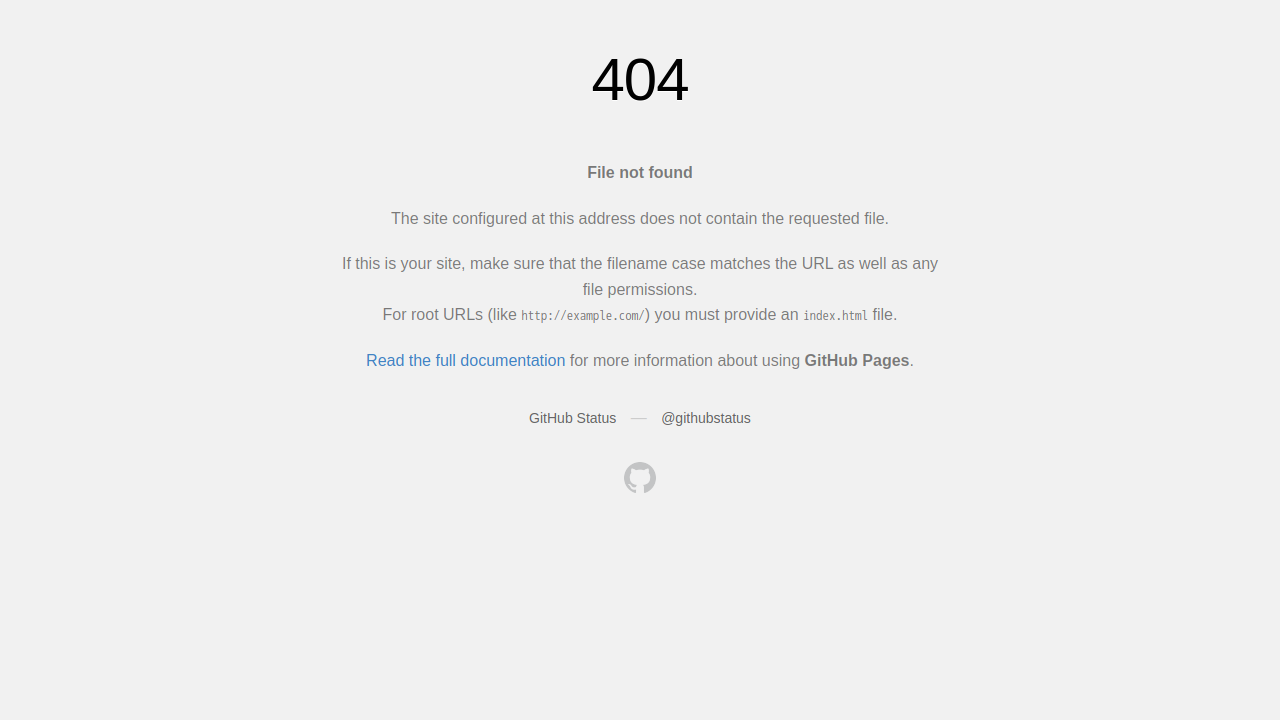 404
File not found
The site configured at this address does not contain the requested file.
If this is your site, make sure that the filename case matches the URL as well as any
file permissions.
For root URLs (like http://example.com/) you must provide an index.html file.
Read the full documentation for more information about using GitHub Pages.
GitHub Status — @githubstatus